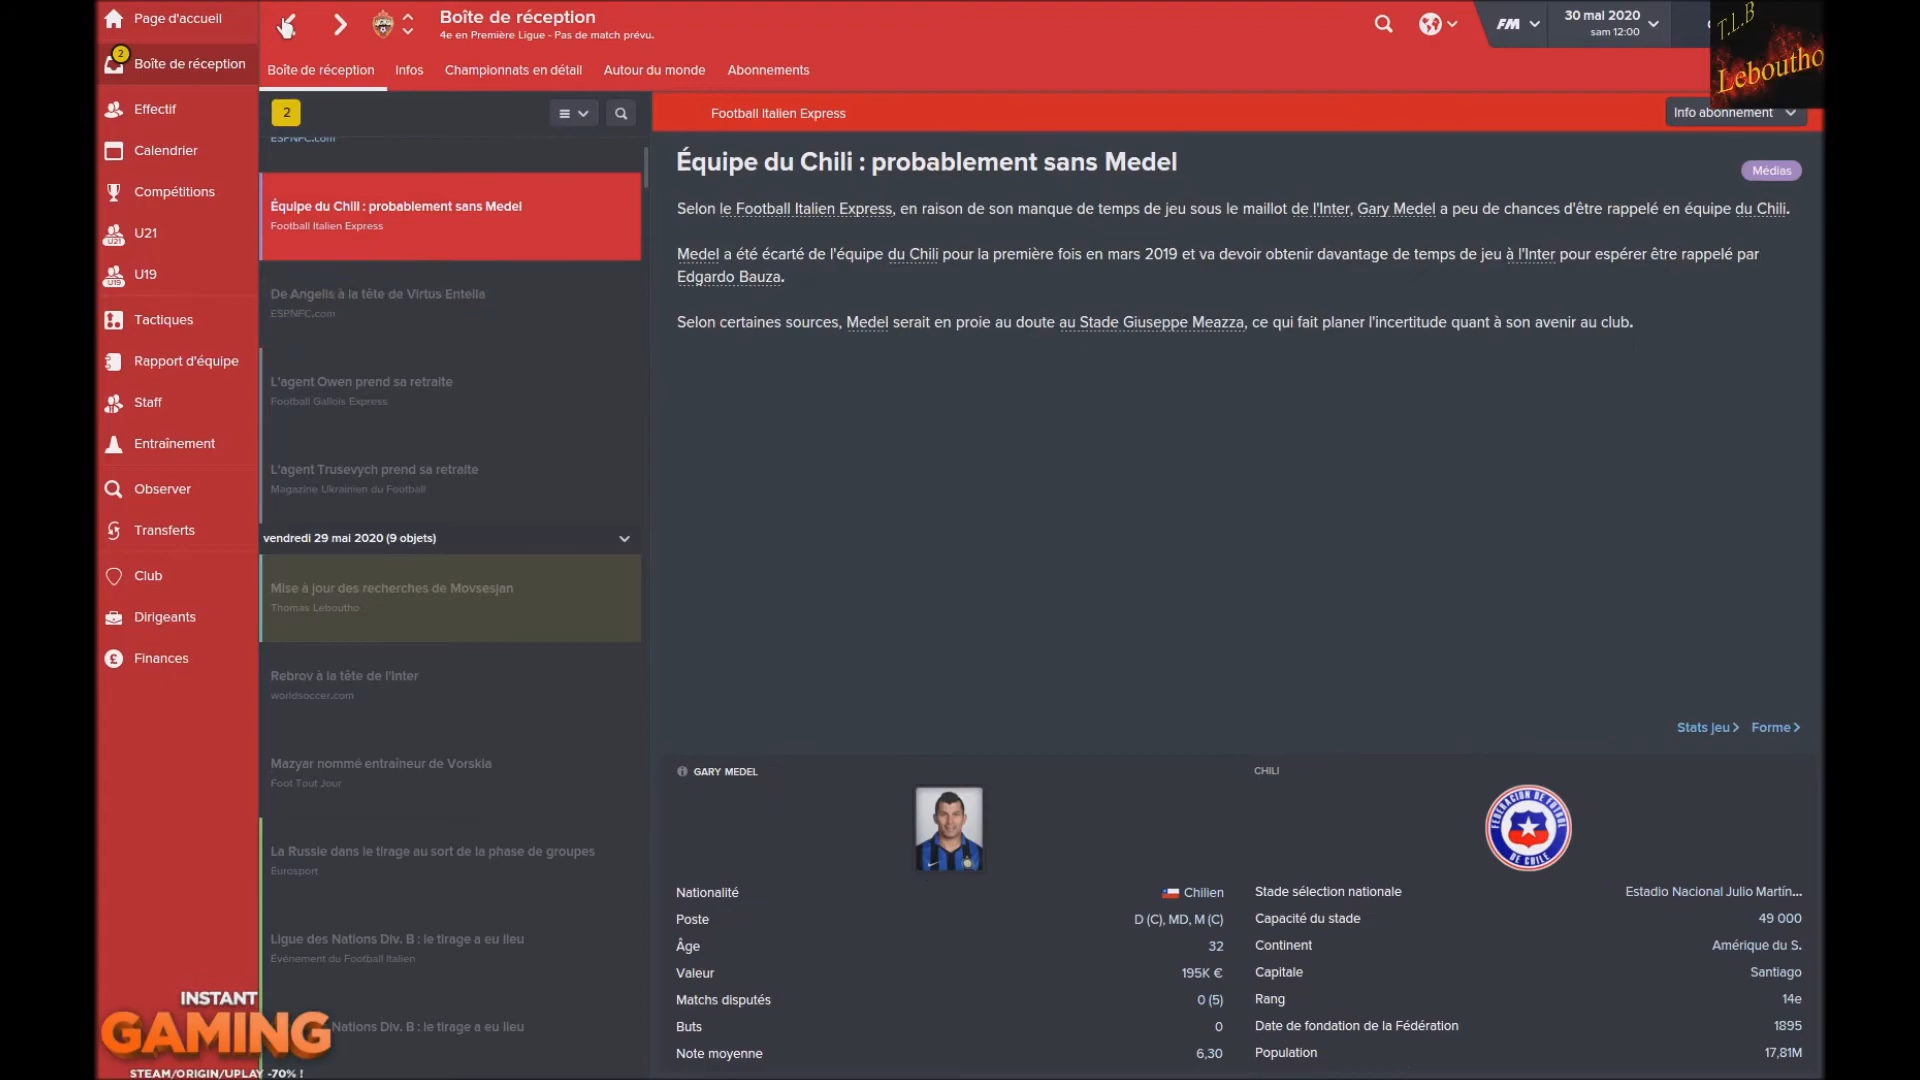 Page d'accueil
Boîte de réception
4e en Première Ligue - Pas de match prévu.
FM
30 mai 2020
sam 12:00
T.L.B
Leboutho
2
Boîte de réception
Boîte de réception
Infos
Championnats en détail
Autour du monde
Abonnements
Effectif
Calendrier
Compétitions
U21
U21
U19
U19
Tactiques
Rapport d'équipe
Staff
Entraînement
Observer
Transferts
Club
Dirigeants
Finances
2
ESPNFC.com
Équipe du Chili : probablement sans Medel
Football Italien Express
De Angelis à la tête de Virtus Entella
ESPNFC.com
L'agent Owen prend sa retraite
Football Gallois Express
L'agent Trusevych prend sa retraite
Magazine Ukrainien du Football
vendredi 29 mai 2020 (9 objets)
Mise à jour des recherches de Movsesjan
Thomas Leboutho
Rebrov à la tête de l'Inter
worldsoccer.com
Mazyar nommé entraîneur de Vorskla
Foot Tout Jour
La Russie dans le tirage au sort de la phase de groupes
Eurosport
Ligue des Nations Div. B : le tirage a eu lieu
Événement du Football Italien
Nations Div. B : le tirage a eu lieu
Football Italien Express
Info abonnement
Équipe du Chili : probablement sans Medel
Médias
Selon le Football Italien Express, en raison de son manque de temps de jeu sous le maillot de l'Inter, Gary Medel a peu de chances d'être rappelé en équipe du Chili.
Medel a été écarté de l'équipe du Chili pour la première fois en mars 2019 et va devoir obtenir davantage de temps de jeu à l'Inter pour espérer être rappelé par
Edgardo Bauza.
Selon certaines sources, Medel serait en proie au doute au Stade Giuseppe Meazza, ce qui fait planer l'incertitude quant à son avenir au club.
Stats jeu
Forme
GARY MEDEL
Nationalité
Chilien
Poste
D (C), MD, M (C)
Âge
32
Valeur
195K €
Matchs disputés
0 (5)
Buts
0
Note moyenne
6,30
CHILI
FEDERACION DE FUTBOL
DE CHILE
Stade sélection nationale
Estadio Nacional Julio Martín...
Capacité du stade
49 000
Continent
Amérique du S.
Capitale
Santiago
Rang
14e
Date de fondation de la Fédération
1895
Population
17,81M
INSTANT
GAMING
STEAM/ORIGIN/UPLAY -70% !